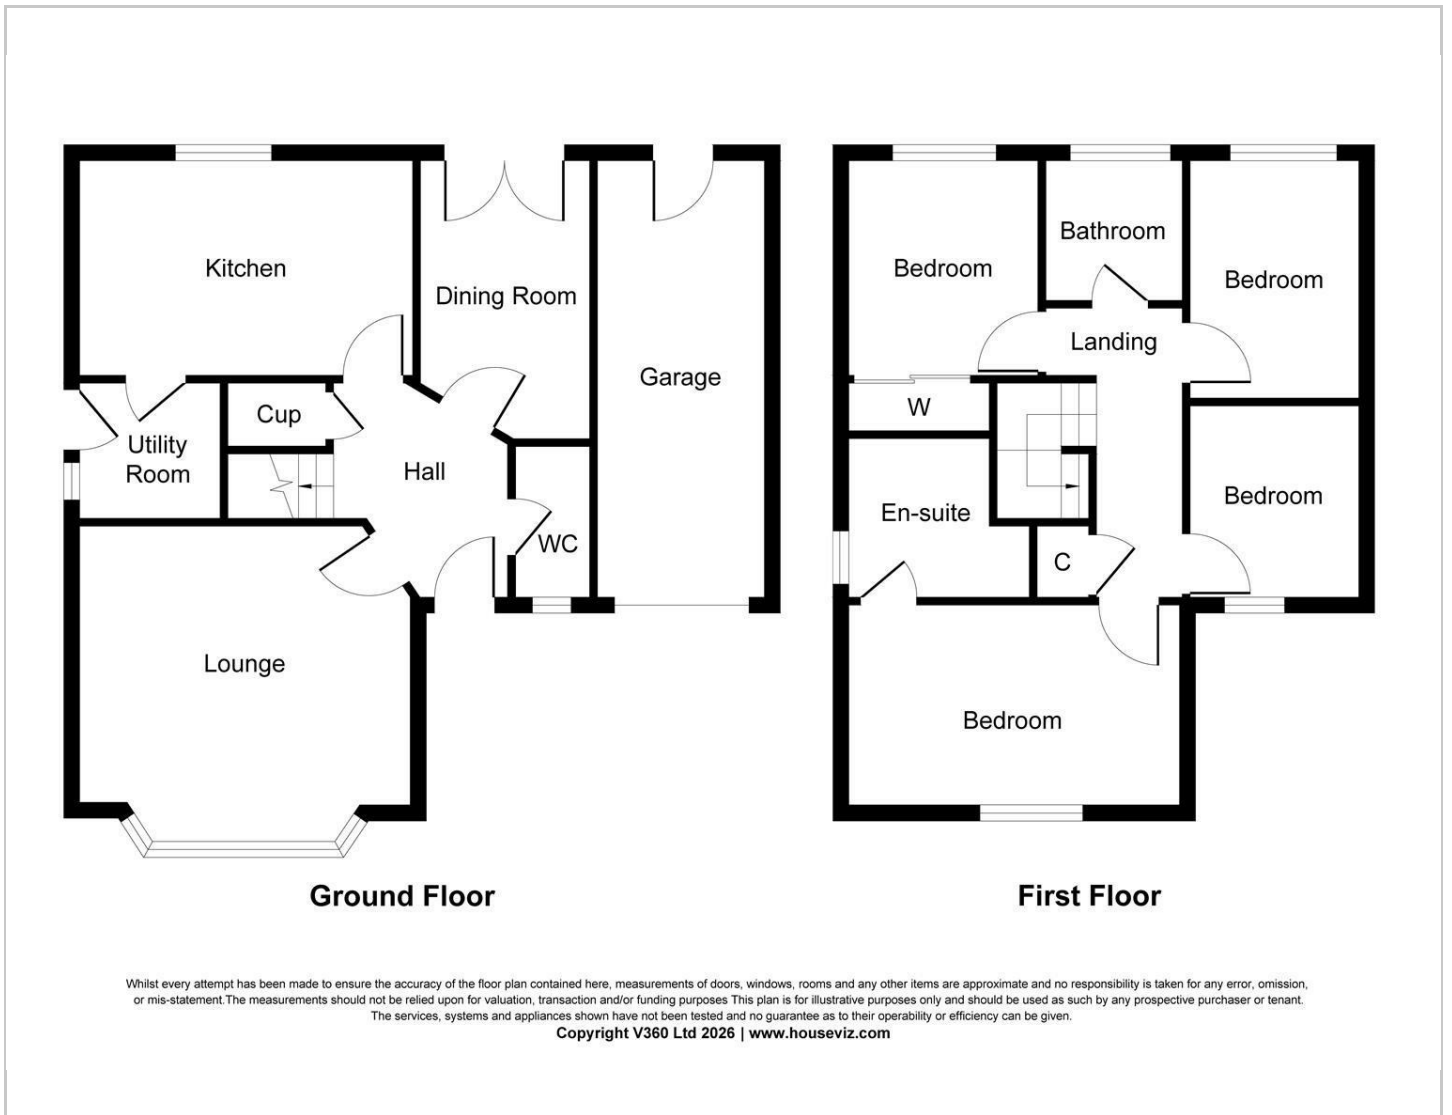 Kitchen
Dining Room
Garage
Cup
Utility
Room
Hall
WC
Lounge
Ground Floor
Bedroom
Bathroom
Bedroom
Landing
W
En-suite
Bedroom
C
Bedroom
First Floor
Whilst every attempt has been made to ensure the accuracy of the floor plan contained here, measurements of doors, windows, rooms and any other items are approximate and no responsibility is taken for any error, omission,
or mis-statement.The measurements should not be relied upon for valuation, transaction and/or funding purposes This plan is for illustrative purposes only and should be used as such by any prospective purchaser or tenant.
The services, systems and appliances shown have not been tested and no guarantee as to their operability or efficiency can be given.
Copyright V360 Ltd 2026 | www.houseviz.com